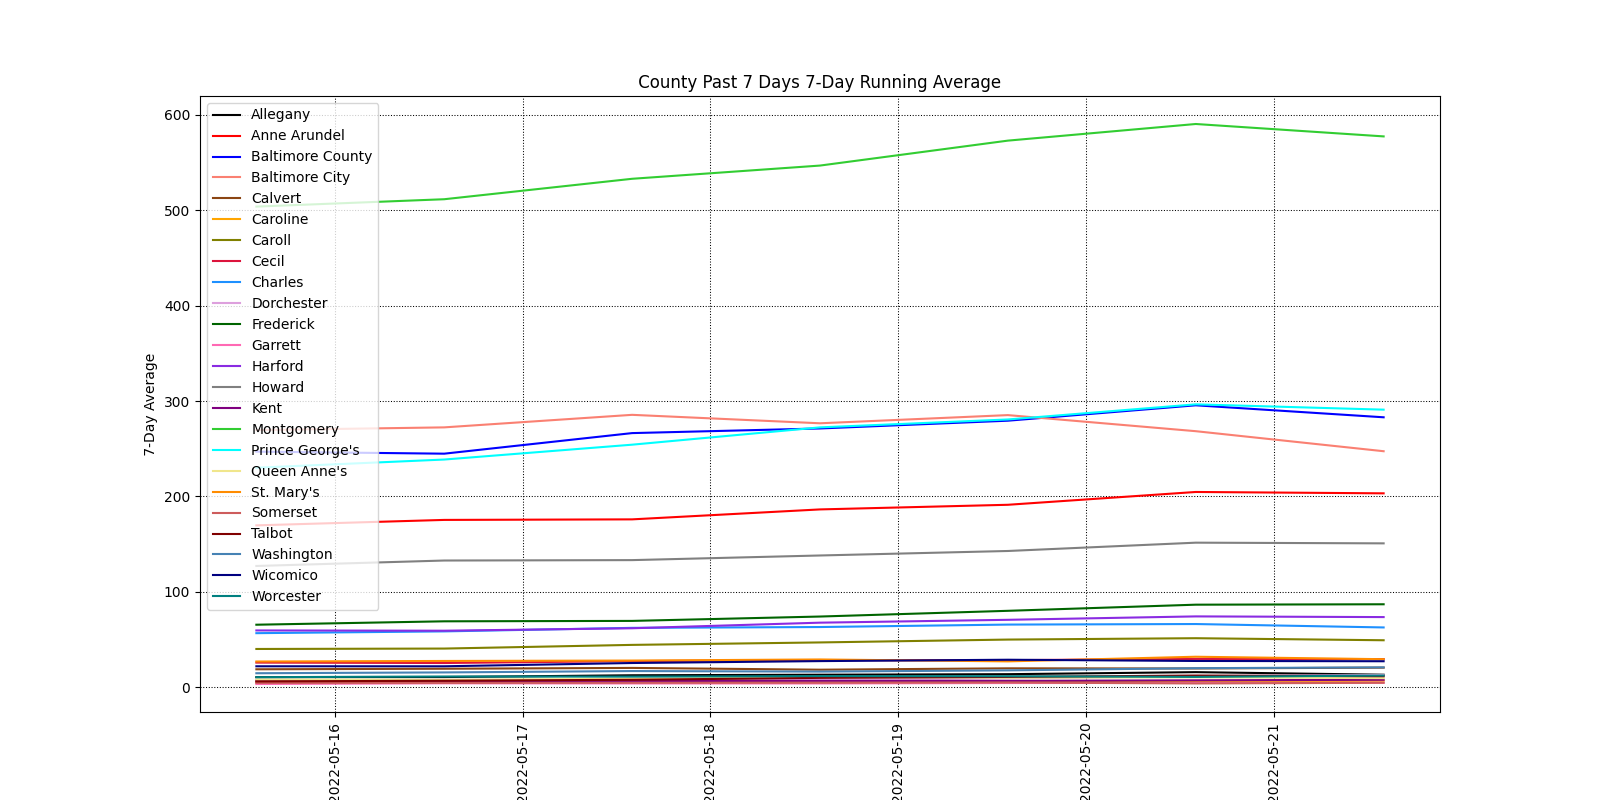 County Past 7 Days 7-Day Running Average
600
500
400
300
200
100
0
7-Day Average
Allegany
Anne Arundel
Baltimore County
Baltimore City
Calvert
Caroline
Caroll
Cecil
Charles
Dorchester
Frederick
Garrett
Harford
Howard
Kent
Montgomery
Prince George's
Queen Anne's
St. Mary's
Somerset
Talbot
Washington
Wicomico
Worcester
2022-05-16
2022-05-17
2022-05-18
2022-05-19
2022-05-20
2022-05-21